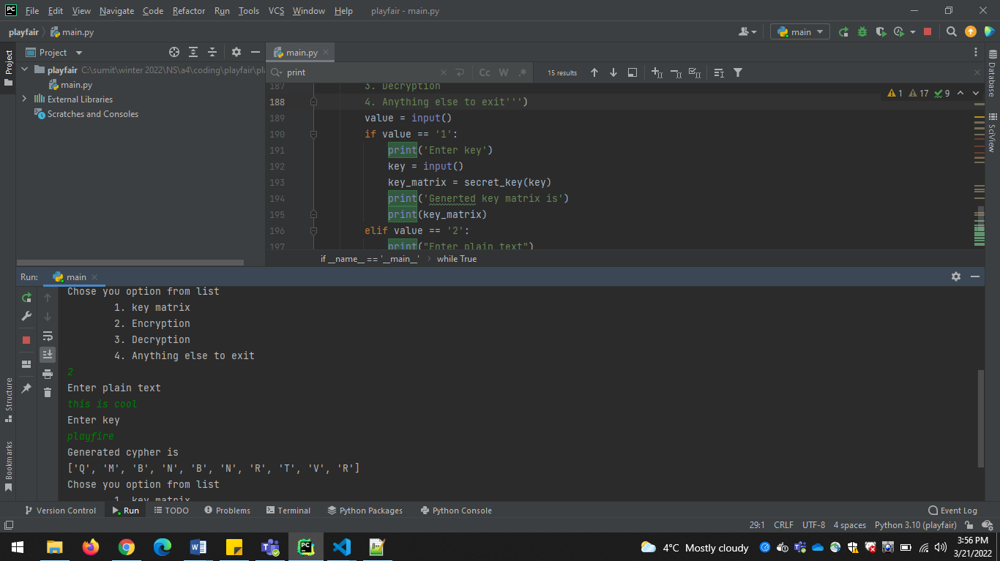 File Edit View Navigate Code Refactor Run Tools VCS Window Help playfair - main.py
playfair main.py main
Project main.py
print Cc W .* 15 results
playfair C:\sumit\winter 2022\NS\a4\coding\playfair\pl
main.py
External Libraries
Scratches and Consoles
Project
Structure
Bookmarks
Database
SciView
1 17 9
187 3. Decryption
188 4. Anything else to exit''')
189 value = input()
190 if value == '1':
191 print('Enter key')
192 key = input()
193 key_matrix = secret_key(key)
194 print('Generted key matrix is')
195 print(key_matrix)
196 elif value == '2':
197 print("Enter plain text")
if __name__ == '__main__' › while True
Run: main
Chose you option from list
1. key matrix
2. Encryption
3. Decryption
4. Anything else to exit
2
Enter plain text
this is cool
Enter key
playfire
Generated cypher is
['Q', 'M', 'B', 'N', 'B', 'N', 'R', 'T', 'V', 'R']
Chose you option from list
1. key matrix
Version Control Run TODO Problems Terminal Python Packages Python Console Event Log
29:1 CRLF UTF-8 4 spaces Python 3.10 (playfair)
4°C Mostly cloudy 3:56 PM
3/21/2022